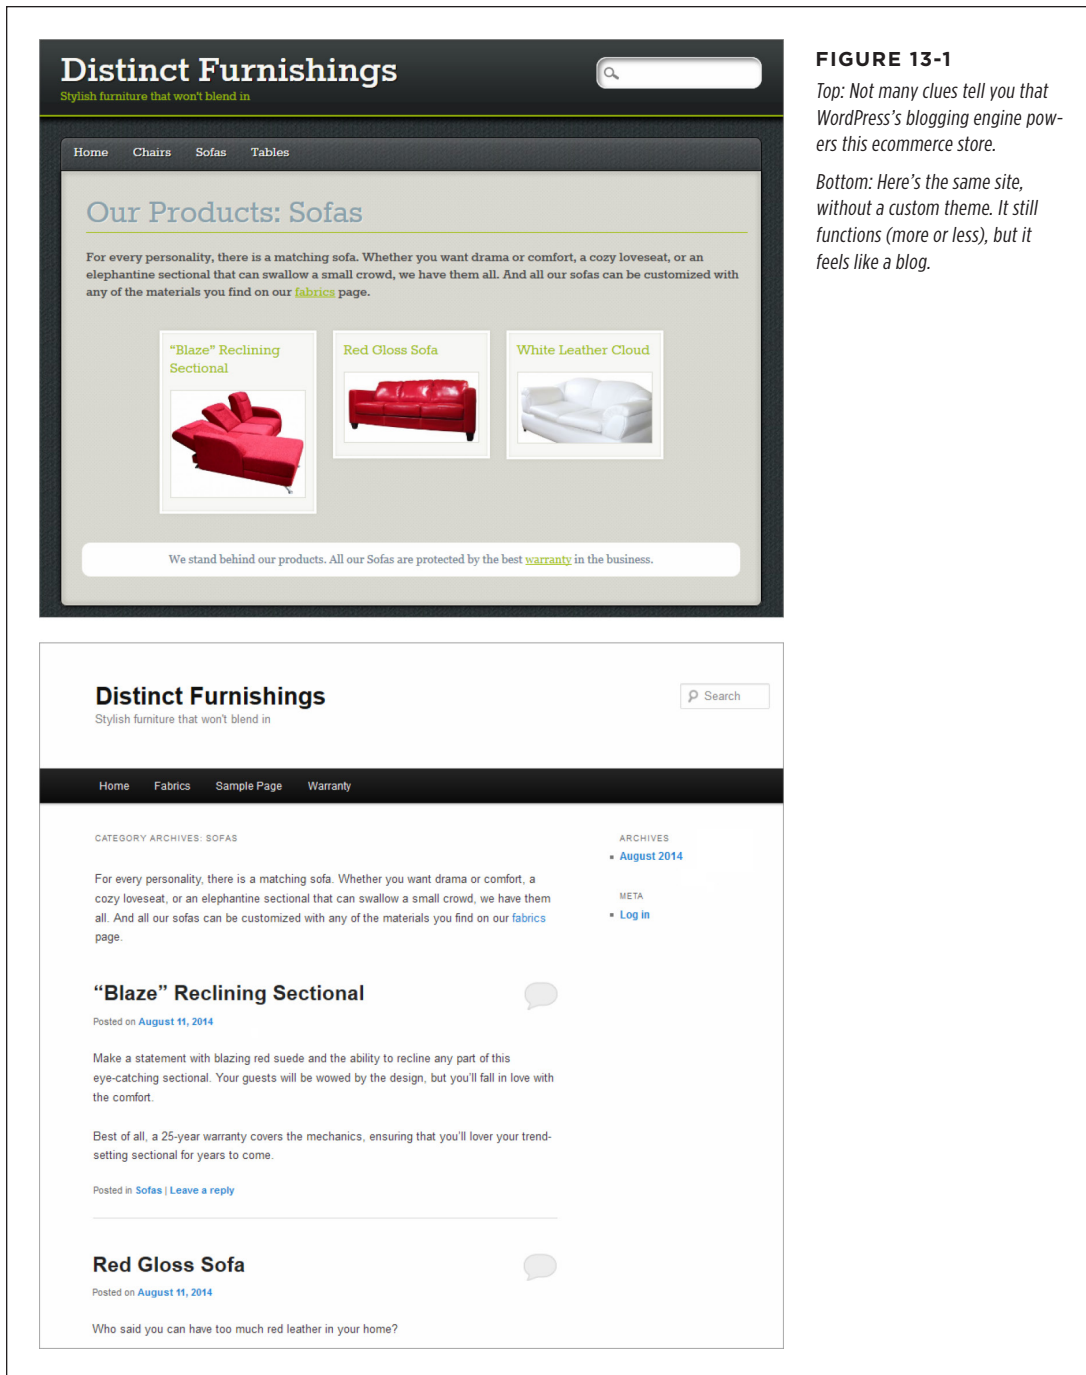 Distinct Furnishings
Stylish furniture that won't blend in
Home Chairs Sofas Tables
Our Products: Sofas
For every personality, there is a matching sofa. Whether you want drama or comfort, a cozy loveseat, or an
elephantine sectional that can swallow a small crowd, we have them all. And all our sofas can be customized with
any of the materials you find on our fabrics page.
“Blaze” Reclining
Sectional
Red Gloss Sofa
White Leather Cloud
We stand behind our products. All our Sofas are protected by the best warranty in the business.
FIGURE 13-1
Top: Not many clues tell you that
WordPress’s blogging engine pow-
ers this ecommerce store.
Bottom: Here’s the same site,
without a custom theme. It still
functions (more or less), but it
feels like a blog.
Distinct Furnishings
Stylish furniture that won't blend in
Search
Home Fabrics Sample Page Warranty
CATEGORY ARCHIVES: SOFAS
For every personality, there is a matching sofa. Whether you want drama or comfort, a
cozy loveseat, or an elephantine sectional that can swallow a small crowd, we have them
all. And all our sofas can be customized with any of the materials you find on our fabrics
page.
“Blaze” Reclining Sectional
Posted on August 11, 2014
Make a statement with blazing red suede and the ability to recline any part of this
eye-catching sectional. Your guests will be wowed by the design, but you’ll fall in love with
the comfort.
Best of all, a 25-year warranty covers the mechanics, ensuring that you’ll lover your trend-
setting sectional for years to come.
Posted in Sofas | Leave a reply
Red Gloss Sofa
Posted on August 11, 2014
Who said you can have too much red leather in your home?
ARCHIVES
August 2014
META
Log in